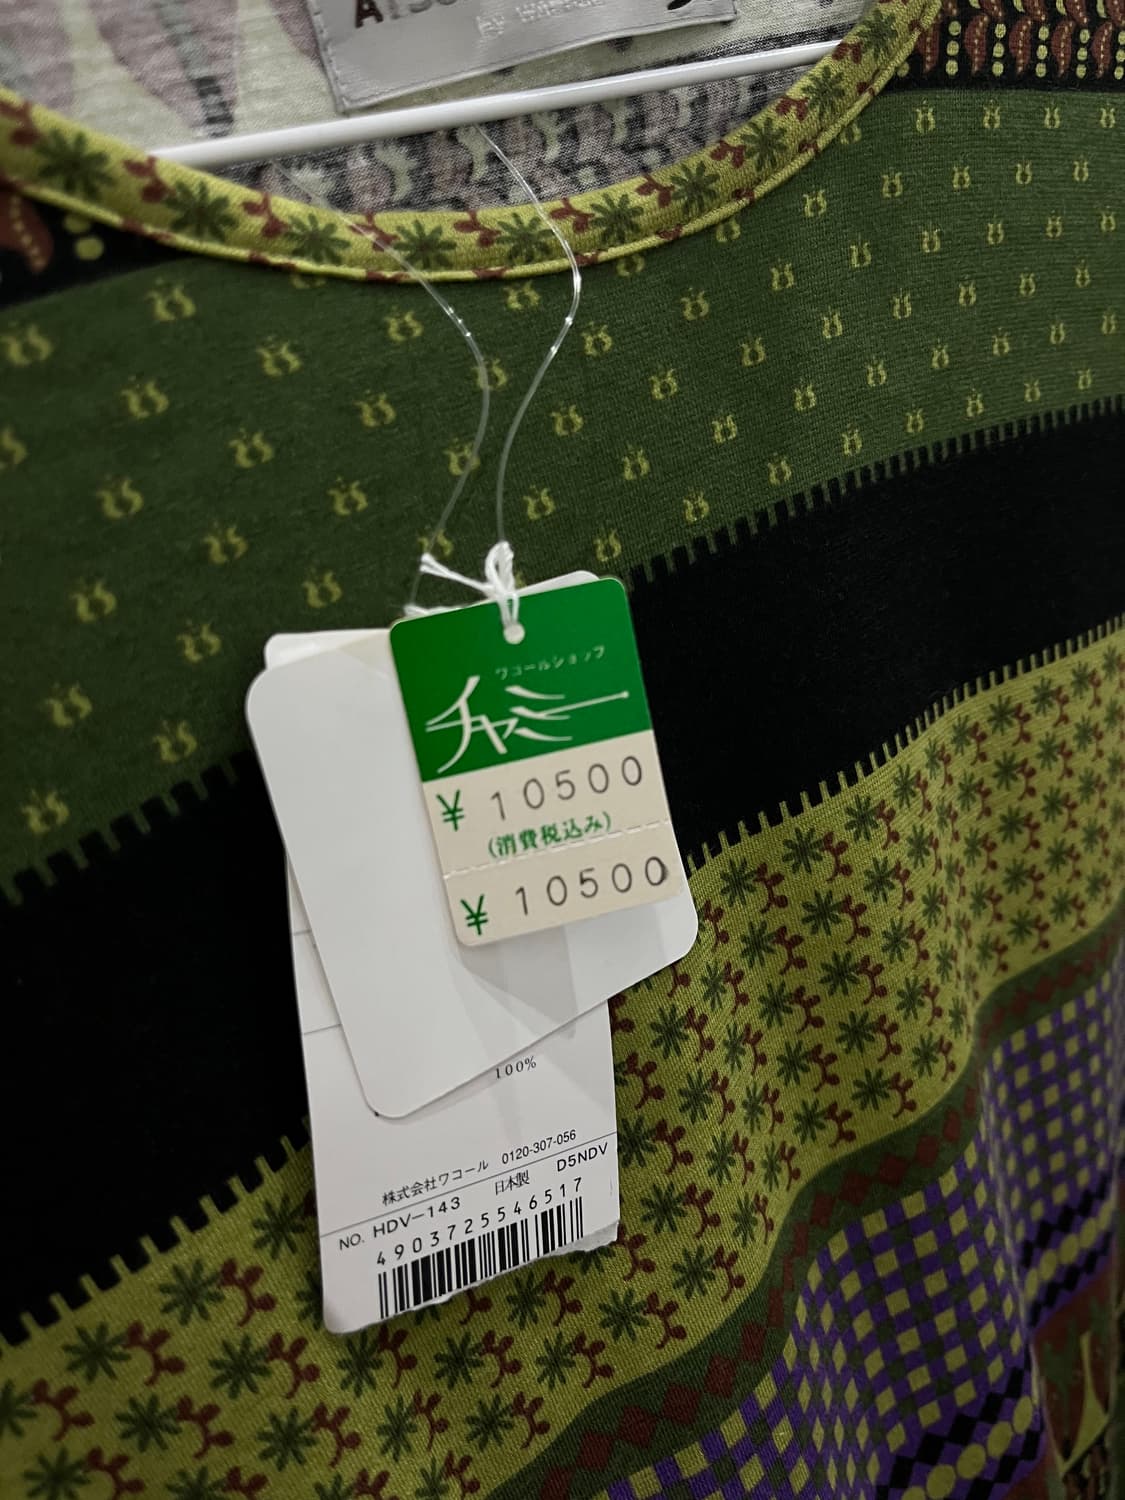 ワコールショップ
チャミー
¥ 10500
(消費税込み)
¥ 10500
100%
株式会社ワコール 0120-307-056
NO. HDV-143 日本製 D5NDV
4903725546517